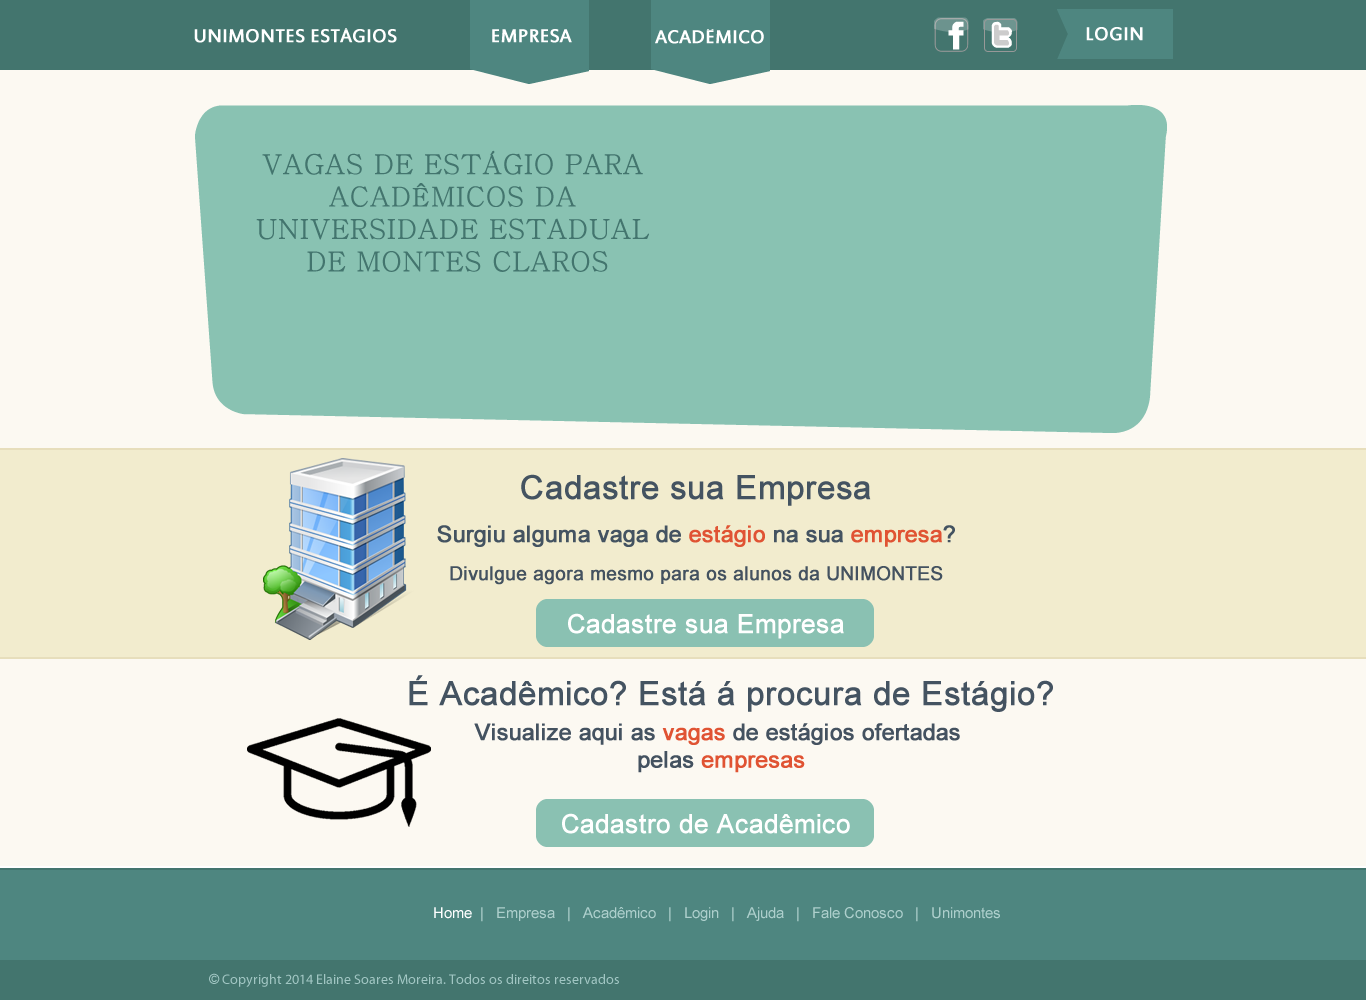 UNIMONTES ESTÁGIOS
EMPRESA
ACADÊMICO
LOGIN
VAGAS DE ESTÁGIO PARA
ACADÊMICOS DA
UNIVERSIDADE ESTADUAL
DE MONTES CLAROS
Cadastre sua Empresa
Surgiu alguma vaga de estágio na sua empresa?
Divulgue agora mesmo para os alunos da UNIMONTES
Cadastre sua Empresa
É Acadêmico? Está á procura de Estágio?
Visualize aqui as vagas de estágios ofertadas
pelas empresas
Cadastro de Acadêmico
Home | Empresa | Acadêmico | Login | Ajuda | Fale Conosco | Unimontes
© Copyright 2014 Elaine Soares Moreira. Todos os direitos reservados